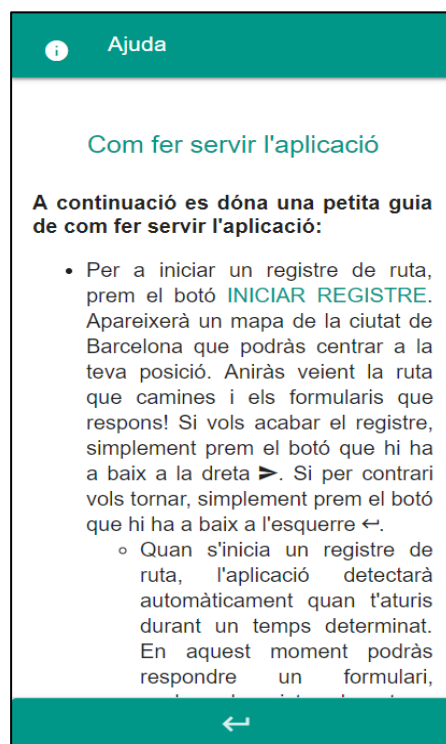 Ajuda
Com fer servir l'aplicació
A continuació es dóna una petita guia
de com fer servir l'aplicació:
• Per a iniciar un registre de ruta,
prem el botó INICIAR REGISTRE.
Apareixerà un mapa de la ciutat de
Barcelona que podràs centrar a la
teva posició. Aniràs veient la ruta
que camines i els formularis que
respons! Si vols acabar el registre,
simplement prem el botó que hi ha
a baix a la dreta ➤. Si per contrari
vols tornar, simplement prem el botó
que hi ha a baix a l'esquerre ↩.
◦ Quan s'inicia un registre de
ruta, l'aplicació detectarà
automàticament quan t'aturis
durant un temps determinat.
En aquest moment podràs
respondre un formulari,